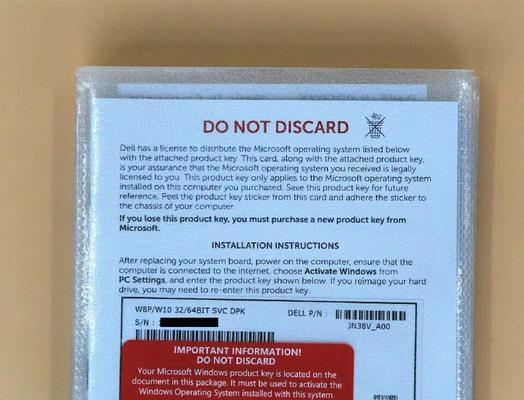 DO NOT DISCARD
Dell has a license to distribute the Microsoft operating system listed below
with the attached product key. This card, along with the attached product key,
is your assurance that the Microsoft operating system you received is legally
licensed to you. This product key only applies to the Microsoft operating system
installed on this computer you purchased. Save this product key for future
reference. Peel the product key sticker from this card and adhere the sticker to
the chassis of your computer.
If you lose this product key, you must purchase a new product key from
Microsoft.
INSTALLATION INSTRUCTIONS
After replacing your system board, power on the computer, ensure that the
computer is connected to the internet, choose Activate Windows from
PC Settings, and enter the product key shown below. If you reimage your hard
drive, you may need to re-enter this product key.
W8P/W10 32/64BIT SVC DPK
DELL P/N :
S/N :
JN38V_A00
IMPORTANT INFORMATION!
DO NOT DISCARD
Your Microsoft Windows product key is located on the
document in this package. It must be used to activate the
Windows Operating System installed with this system.